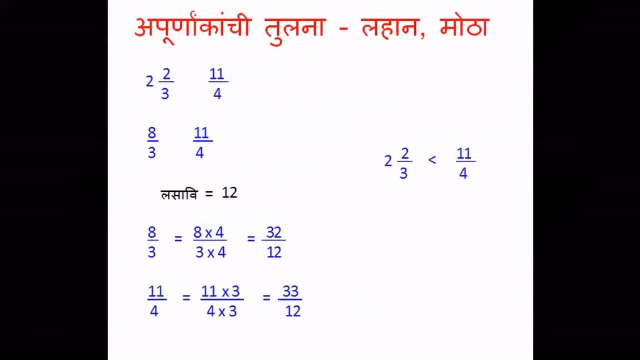 अपूर्णांकांची तुलना - लहान, मोठा
2 2/3 11/4
8/3 11/4
2 2/3 < 11/4
लसावि = 12
8/3 = 8 x 4/3 x 4 = 32/12
11/4 = 11 x 3/4 x 3 = 33/12